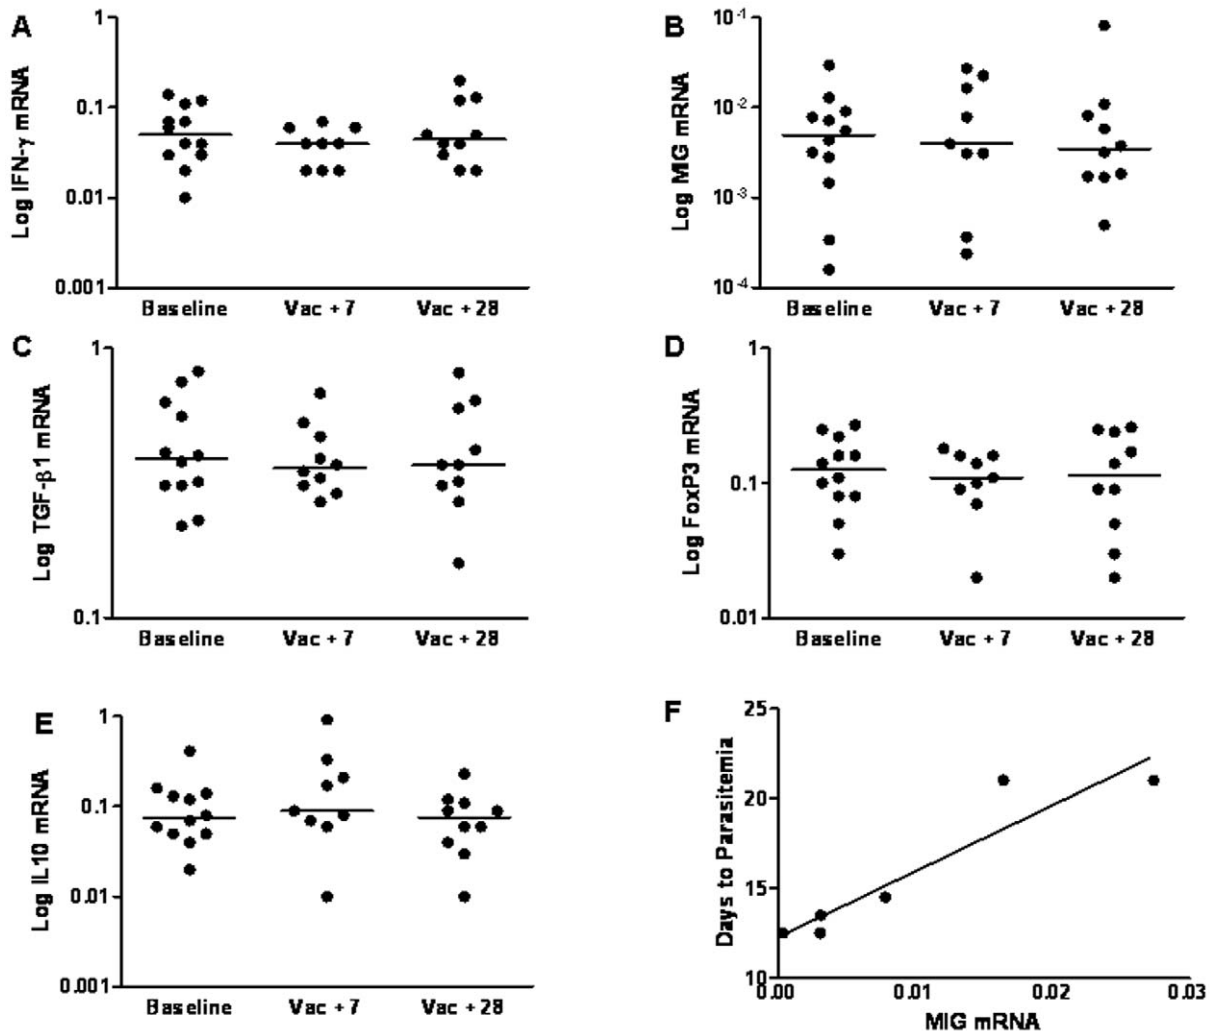 A
Log IFN-γ mRNA
1
0.1
0.01
0.001
Baseline Vac + 7 Vac + 28
B
Log MIG mRNA
10-1
10-2
10-3
10-4
Baseline Vac + 7 Vac + 28
C
Log TGF-β1 mRNA
1
0.1
Baseline Vac + 7 Vac + 28
D
Log FoxP3 mRNA
1
0.1
0.01
Baseline Vac + 7 Vac + 28
E
Log IL10 mRNA
1
0.1
0.01
0.001
Baseline Vac + 7 Vac + 28
F
Days to Parasitemia
25
20
15
10
0.00 0.01 0.02 0.03
MIG mRNA